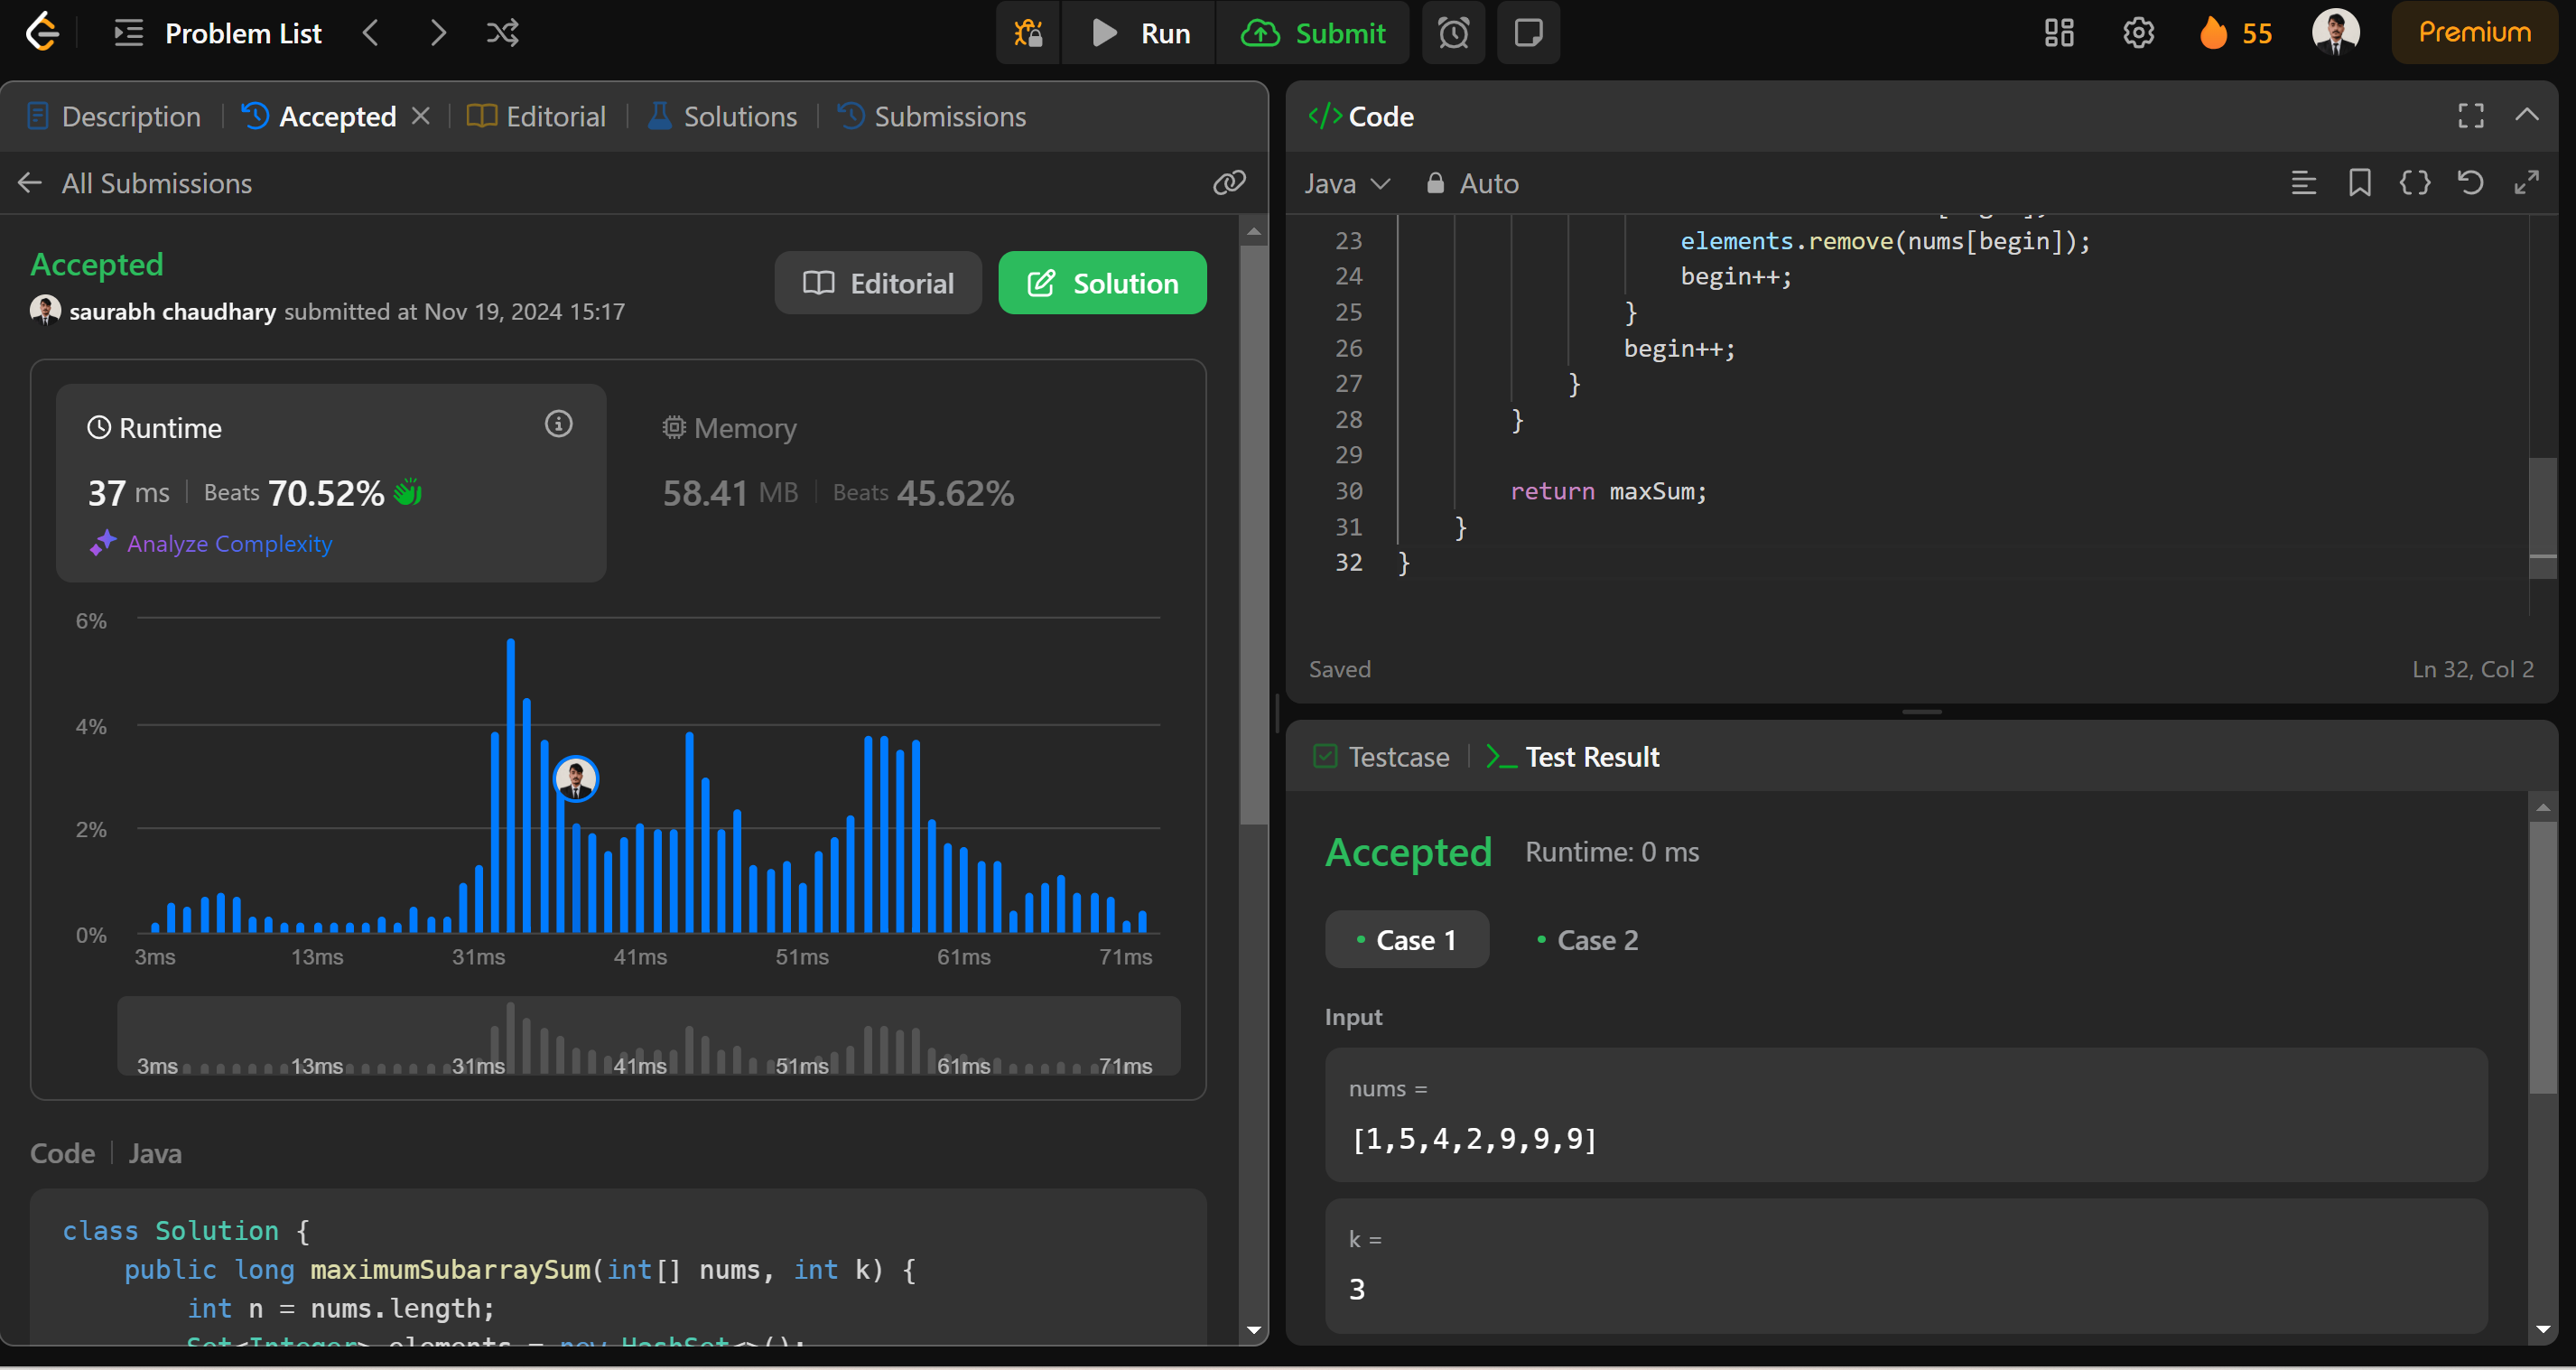 Problem List
Run
Submit
55
Premium
Description
Accepted
Editorial
Solutions
Submissions
All Submissions
Accepted
saurabh chaudhary submitted at Nov 19, 2024 15:17
Editorial
Solution
Runtime
37 ms | Beats 70.52%
Analyze Complexity
Memory
58.41 MB | Beats 45.62%
6%
4%
2%
0%
3ms 13ms 31ms 41ms 51ms 61ms 71ms
3ms 13ms 31ms 41ms 51ms 61ms 71ms
Code | Java
class Solution {
public long maximumSubarraySum(int[] nums, int k) {
int n = nums.length;
Set<Integer> elements = new HashSet<>();
</> Code
Java
Auto
23 elements.remove(nums[begin]);
24 begin++;
25 }
26 begin++;
27 }
28 }
29
30 return maxSum;
31 }
32 }
Saved
Ln 32, Col 2
Testcase
Test Result
Accepted
Runtime: 0 ms
Case 1
Case 2
Input
nums =
[1,5,4,2,9,9,9]
k =
3